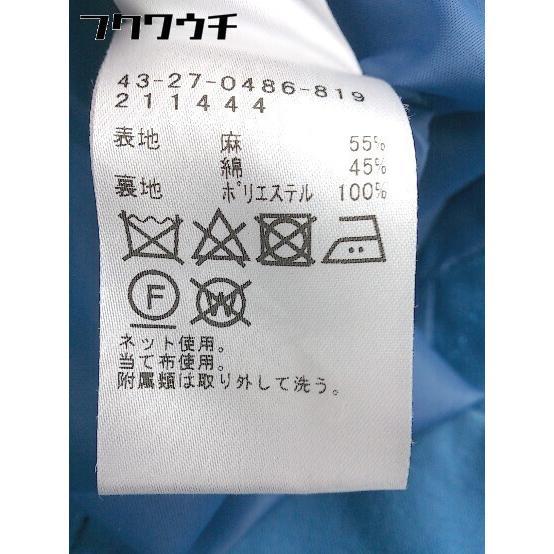 フクワウチ
43-27-0486-819
211444
表地 麻 55%
綿 45%
裏地 ポリエステル 100%
F W
ネット使用。
当て布使用。
附属類は取り外して洗う。